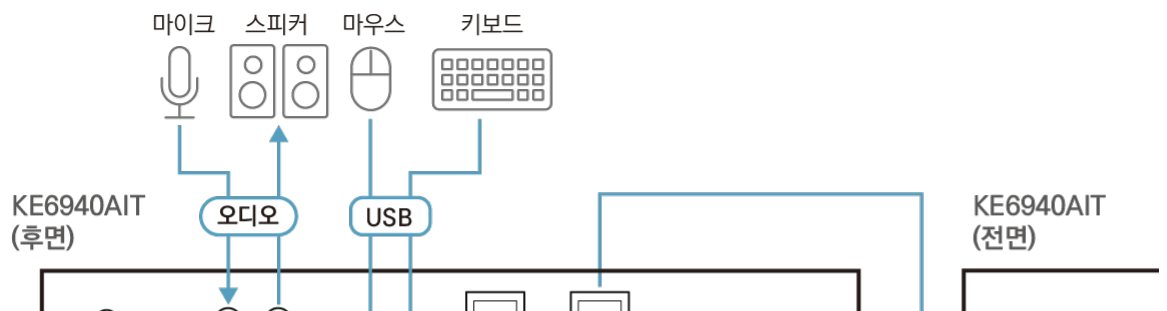 마이크 스피커 마우스 키보드
KE6940AIT
(후면)
오디오 USB
KE6940AIT
(전면)